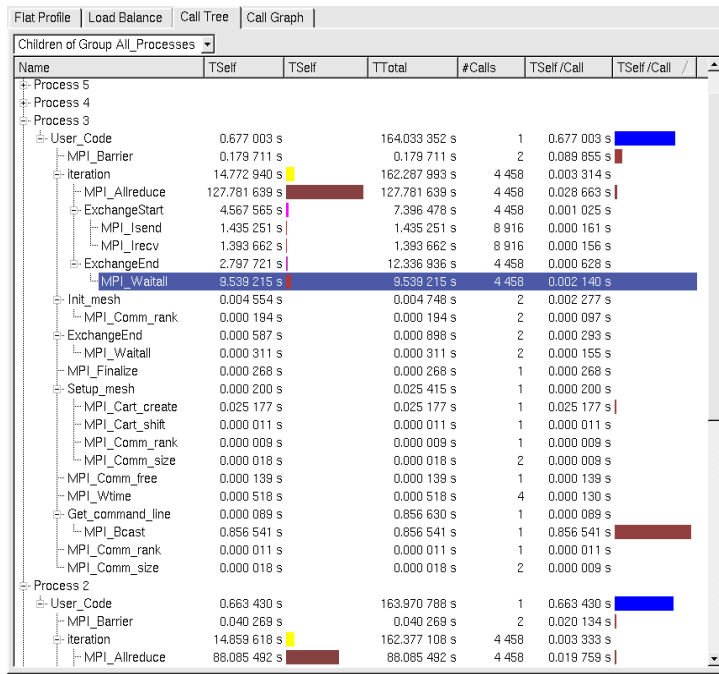 Flat Profile Load Balance Call Tree Call Graph
Children of Group All_Processes
Name TSelf TSelf TTotal #Calls TSelf /Call TSelf /Call
Process 5
Process 4
Process 3
User_Code 0.677 003 s 164.033 352 s 1 0.677 003 s
MPI_Barrier 0.179 711 s 0.179 711 s 2 0.089 855 s
iteration 14.772 940 s 162.287 993 s 4 458 0.003 314 s
MPI_Allreduce 127.781 639 s 127.781 639 s 4 458 0.028 663 s
ExchangeStart 4.567 565 s 7.396 478 s 4 458 0.001 025 s
MPI_Isend 1.435 251 s 1.435 251 s 8 916 0.000 161 s
MPI_Irecv 1.393 662 s 1.393 662 s 8 916 0.000 156 s
ExchangeEnd 2.797 721 s 12.336 936 s 4 458 0.000 628 s
MPI_Waitall 9.539 215 s 9.539 215 s 4 458 0.002 140 s
Init_mesh 0.004 554 s 0.004 748 s 2 0.002 277 s
MPI_Comm_rank 0.000 194 s 0.000 194 s 2 0.000 097 s
ExchangeEnd 0.000 587 s 0.000 898 s 2 0.000 293 s
MPI_Waitall 0.000 311 s 0.000 311 s 2 0.000 155 s
MPI_Finalize 0.000 268 s 0.000 268 s 1 0.000 268 s
Setup_mesh 0.000 200 s 0.025 415 s 1 0.000 200 s
MPI_Cart_create 0.025 177 s 0.025 177 s 1 0.025 177 s
MPI_Cart_shift 0.000 011 s 0.000 011 s 1 0.000 011 s
MPI_Comm_rank 0.000 009 s 0.000 009 s 1 0.000 009 s
MPI_Comm_size 0.000 018 s 0.000 018 s 2 0.000 009 s
MPI_Comm_free 0.000 139 s 0.000 139 s 1 0.000 139 s
MPI_Wtime 0.000 518 s 0.000 518 s 4 0.000 130 s
Get_command_line 0.000 089 s 0.856 630 s 1 0.000 089 s
MPI_Bcast 0.856 541 s 0.856 541 s 1 0.856 541 s
MPI_Comm_rank 0.000 011 s 0.000 011 s 1 0.000 011 s
MPI_Comm_size 0.000 018 s 0.000 018 s 2 0.000 009 s
Process 2
User_Code 0.663 430 s 163.970 788 s 1 0.663 430 s
MPI_Barrier 0.040 269 s 0.040 269 s 2 0.020 134 s
iteration 14.859 618 s 162.377 108 s 4 458 0.003 333 s
MPI_Allreduce 88.085 492 s 88.085 492 s 4 458 0.019 759 s